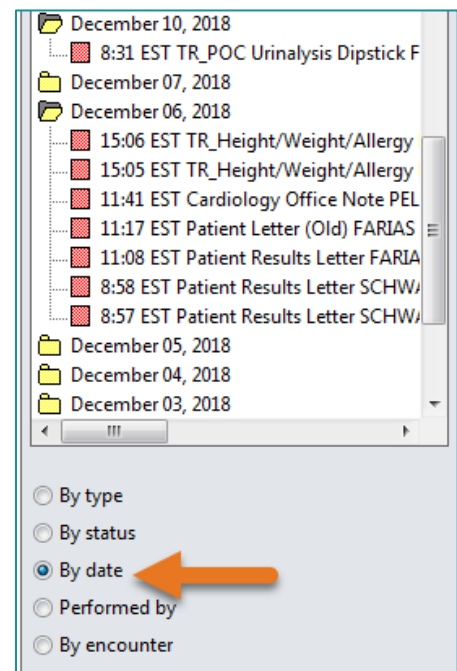 December 10, 2018
8:31 EST TR_POC Urinalysis Dipstick F
December 07, 2018
December 06, 2018
15:06 EST TR_Height/Weight/Allergy
15:05 EST TR_Height/Weight/Allergy
11:41 EST Cardiology Office Note PEL
11:17 EST Patient Letter (Old) FARIAS
11:08 EST Patient Results Letter FARIA
8:58 EST Patient Results Letter SCHWA
8:57 EST Patient Results Letter SCHWA
December 05, 2018
December 04, 2018
December 03, 2018
By type
By status
By date
Performed by
By encounter